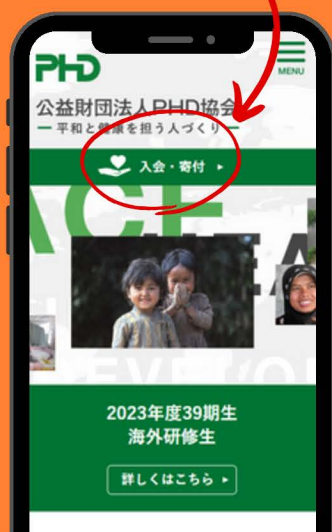 PHD
MENU
公益財団法人PHD協会
平和と健康を担う人づくり
入会・寄付
2023年度39期生
海外研修生
詳しくはこちら